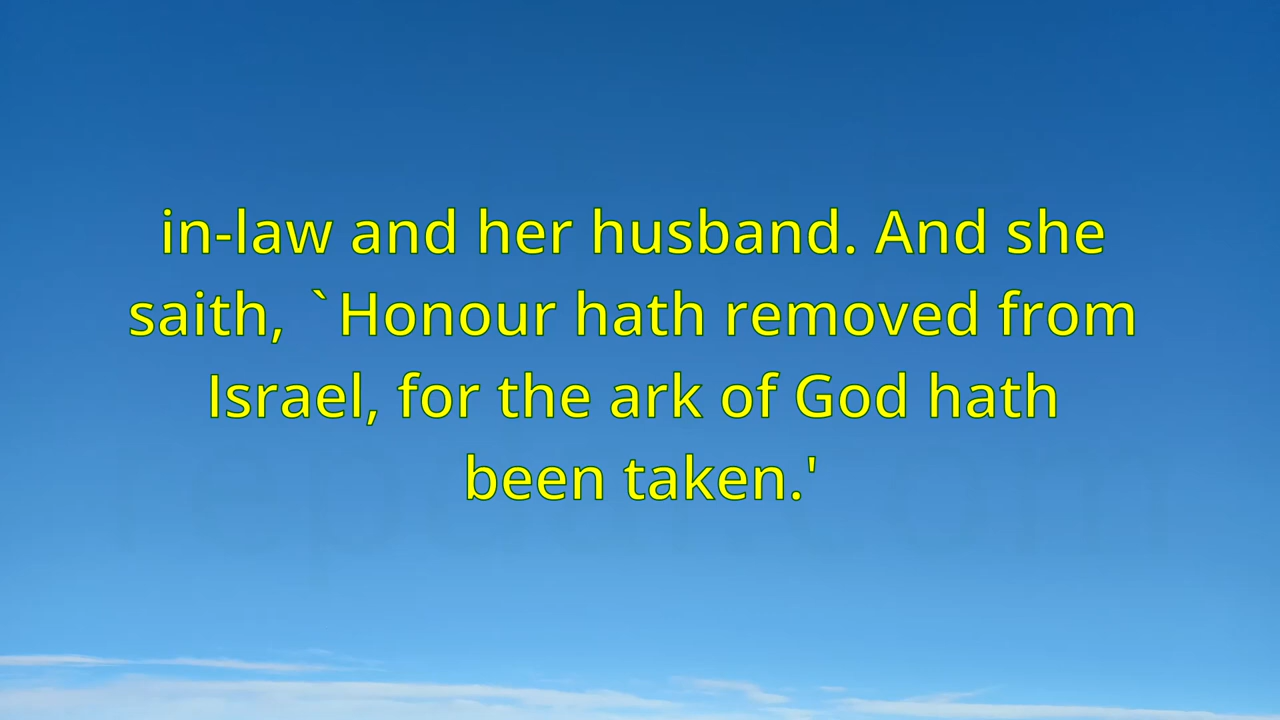 in-law and her husband. And she
saith, `Honour hath removed from
Israel, for the ark of God hath
been taken.'